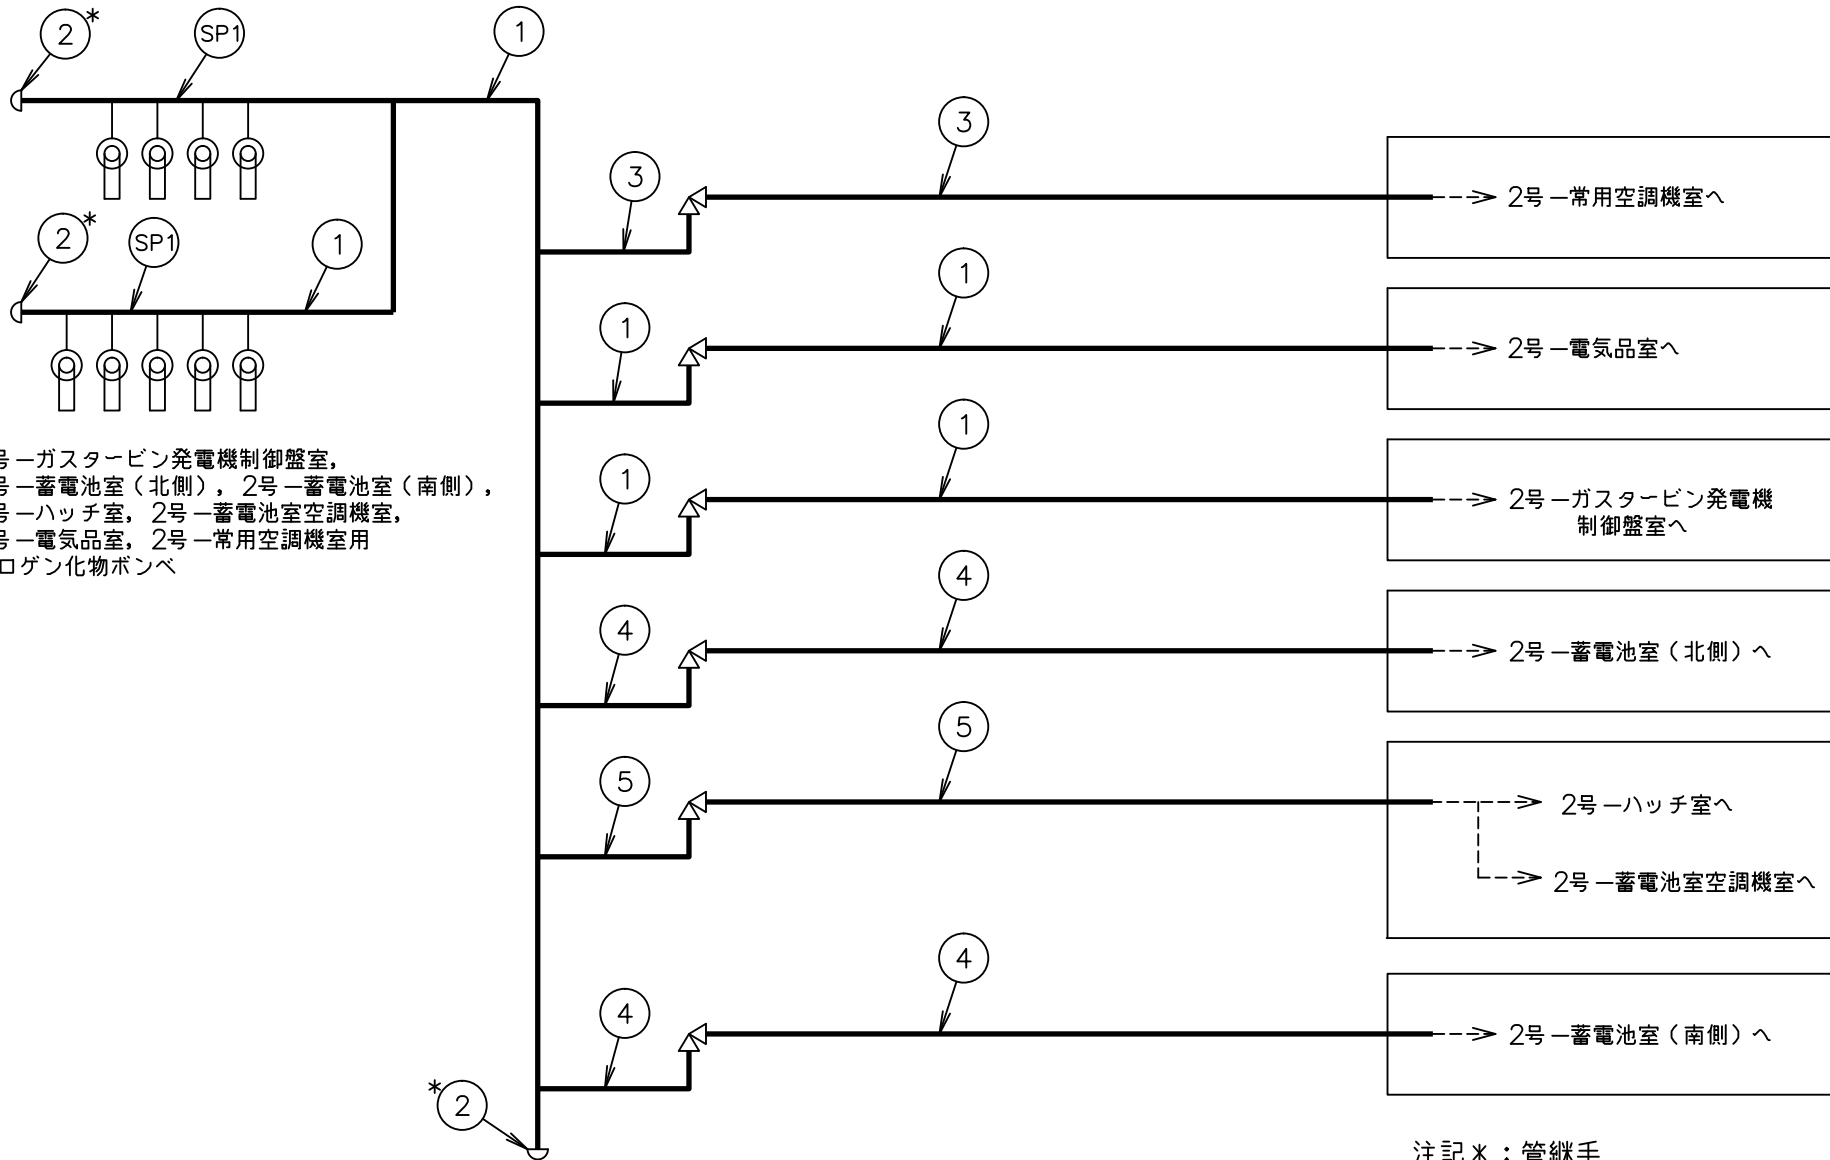 2*
SP1
1
2*
SP1
1
3
3
2号－常用空調機室へ
1
1
2号－電気品室へ
1
1
2号－ガスタービン発電機
制御盤室へ
号－ガスタービン発電機制御盤室，
号－蓄電池室（北側），2号－蓄電池室（南側），
号－ハッチ室，2号－蓄電池室空調機室，
号－電気品室，2号－常用空調機室用
ロゲン化物ボンベ
4
4
2号－蓄電池室（北側）へ
5
5
2号－ハッチ室へ
2号－蓄電池室空調機室へ
4
4
2号－蓄電池室（南側）へ
*2
注記＊：管継手